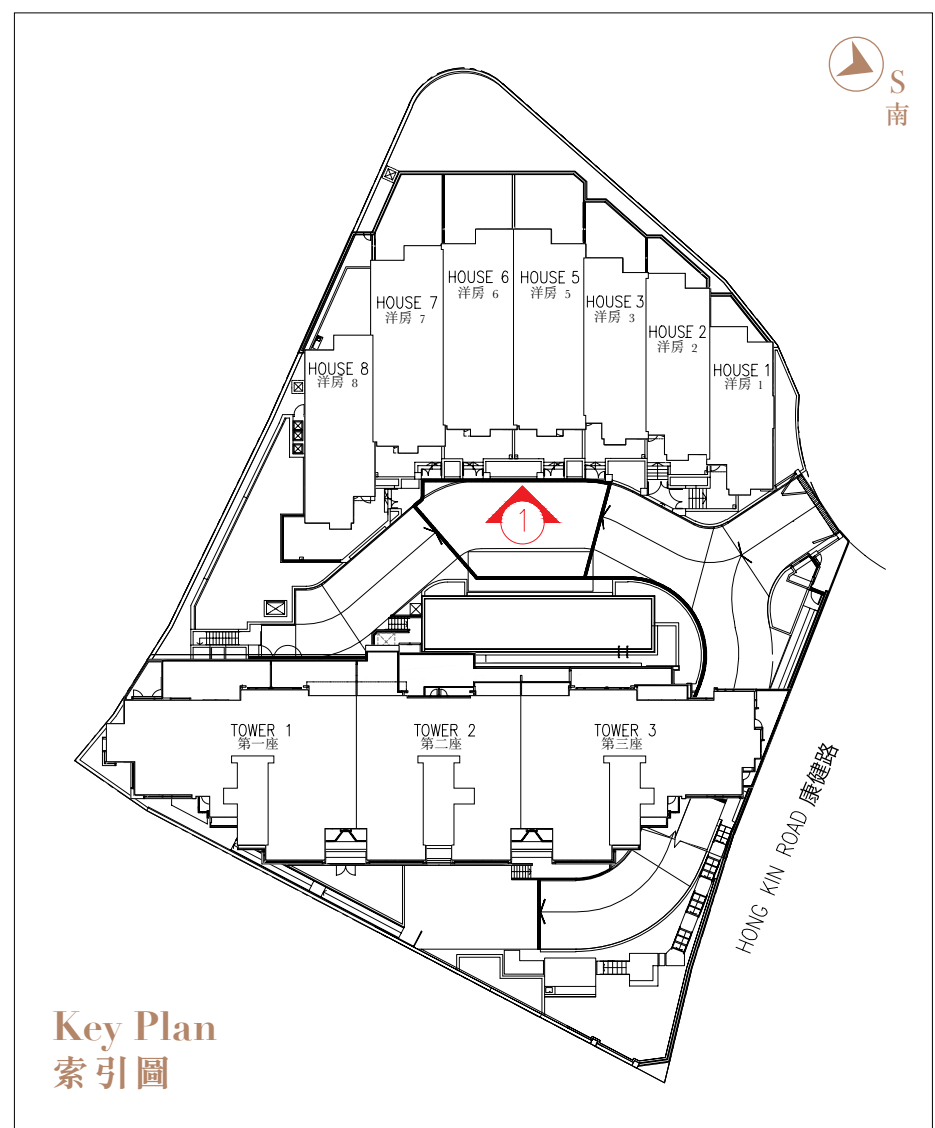 S
南
HOUSE 6
洋房 6
HOUSE 5
洋房 5
HOUSE 7
洋房 7
HOUSE 3
洋房 3
HOUSE 2
洋房 2
HOUSE 8
洋房 8
HOUSE 1
洋房 1
1
TOWER 1
第一座
TOWER 2
第二座
TOWER 3
第三座
HONG KIN ROAD 康健路
Key Plan
索引圖